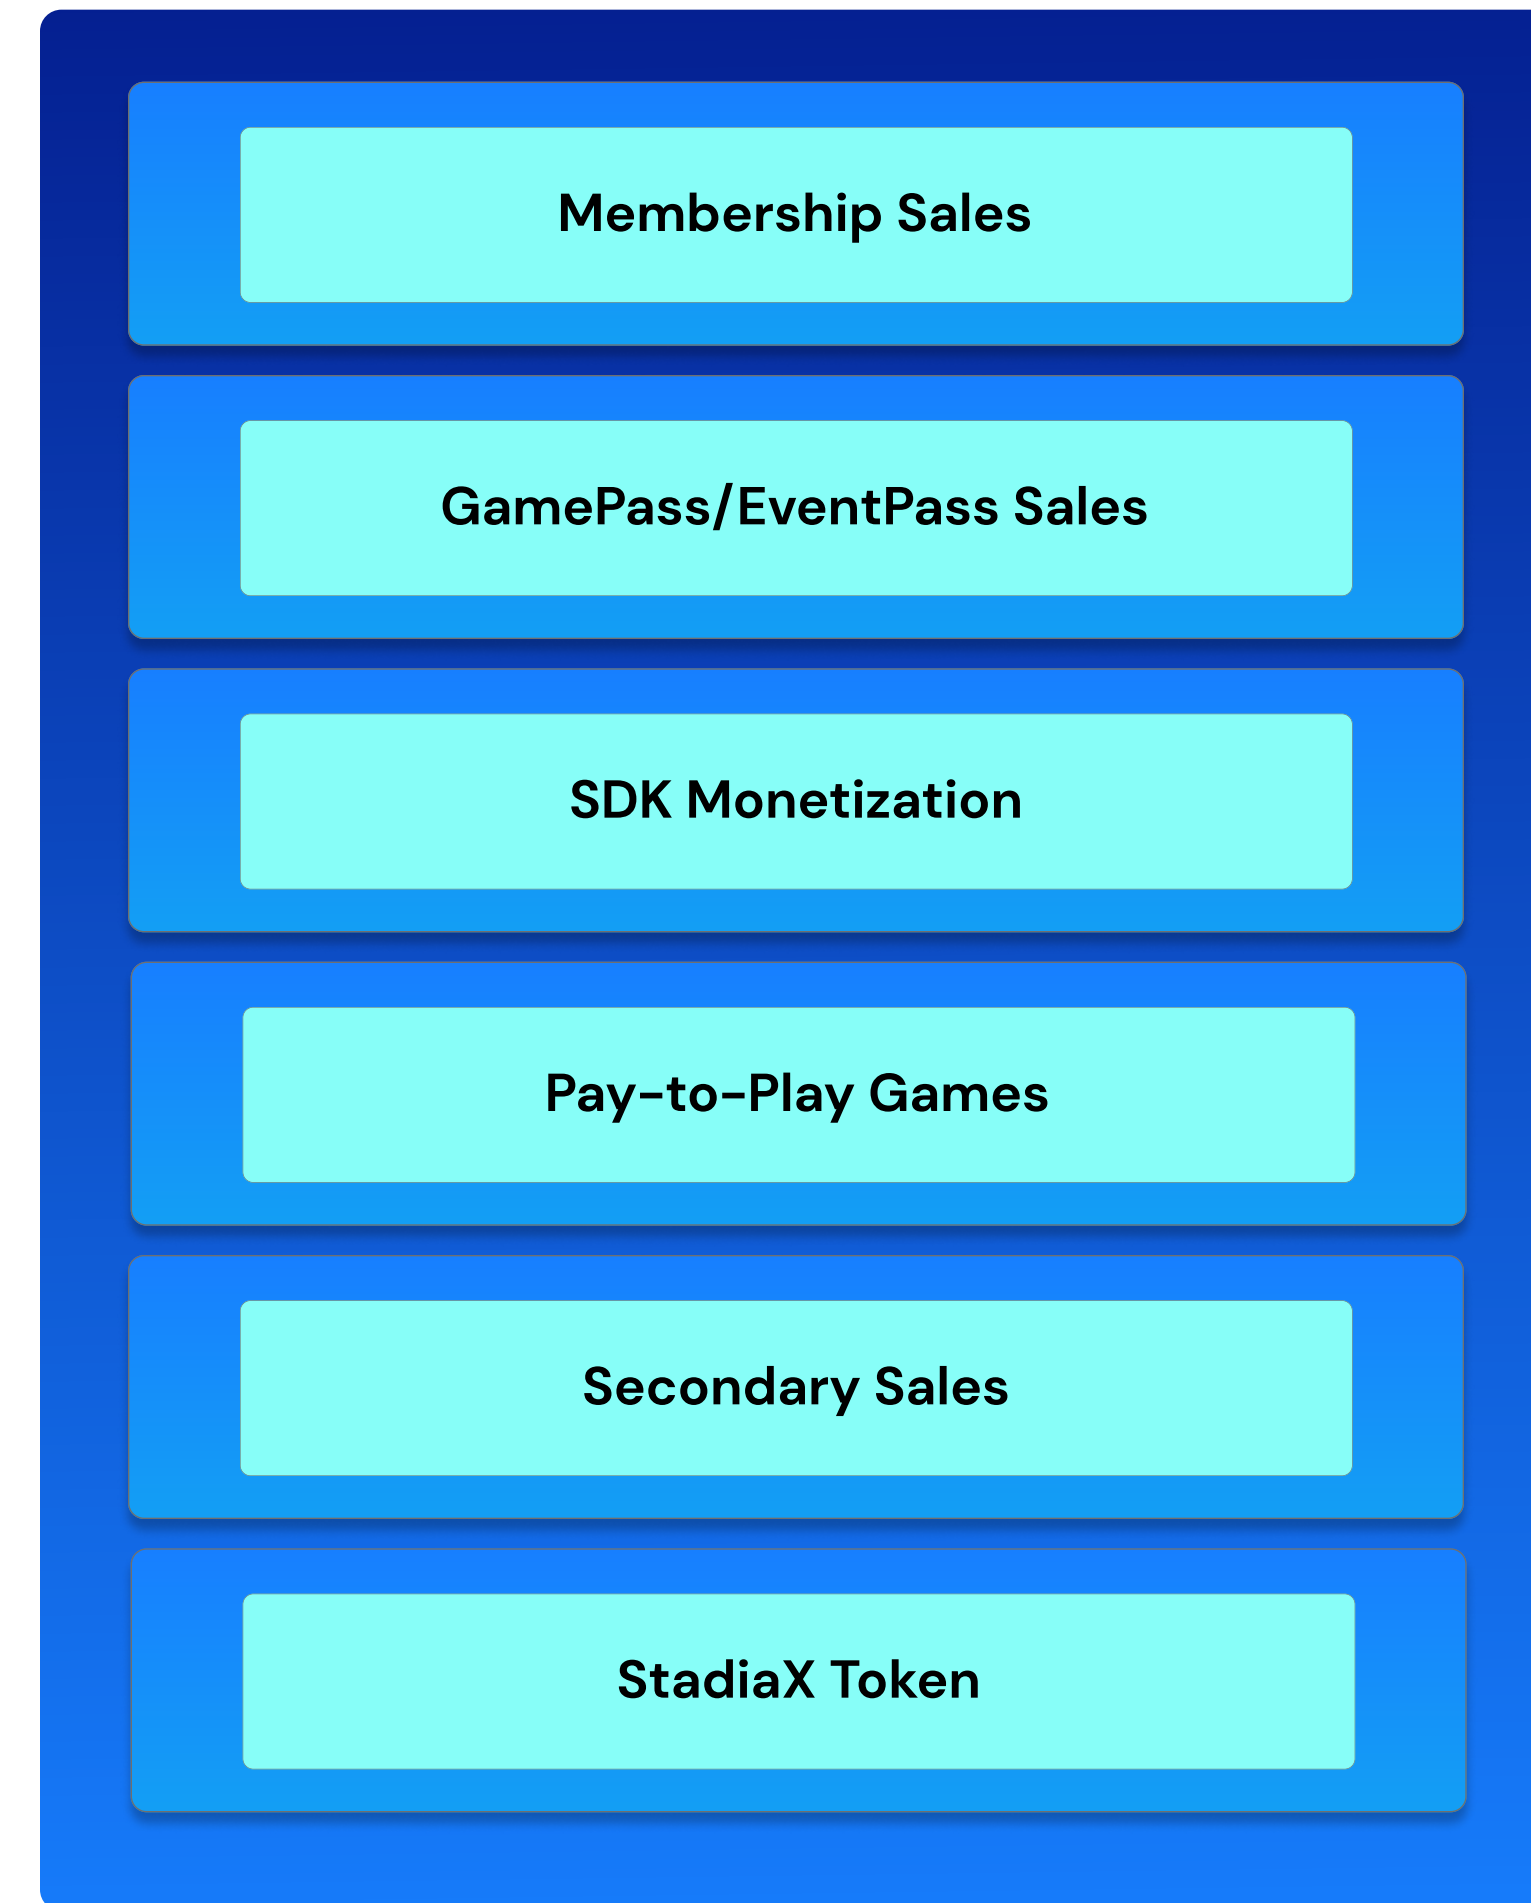 Membership Sales
GamePass/EventPass Sales
SDK Monetization
Pay-to-Play Games
Secondary Sales
StadiaX Token